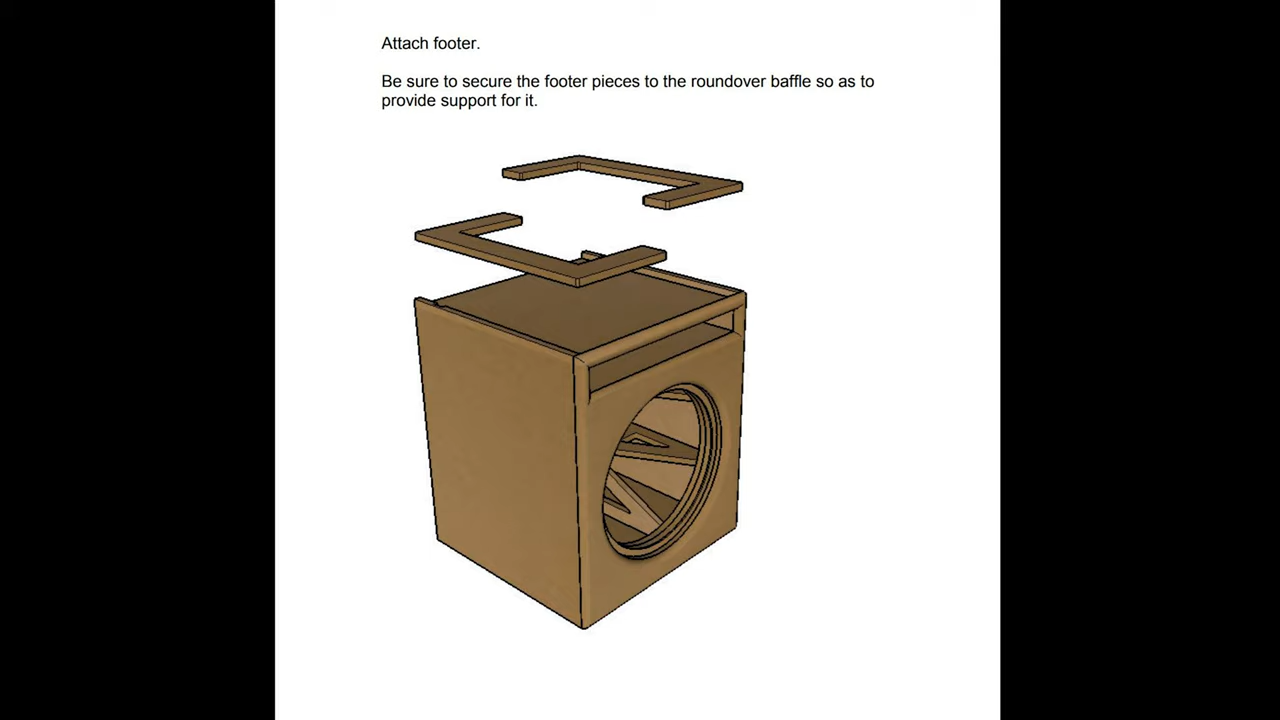 Attach footer.
Be sure to secure the footer pieces to the roundover baffle so as to
provide support for it.